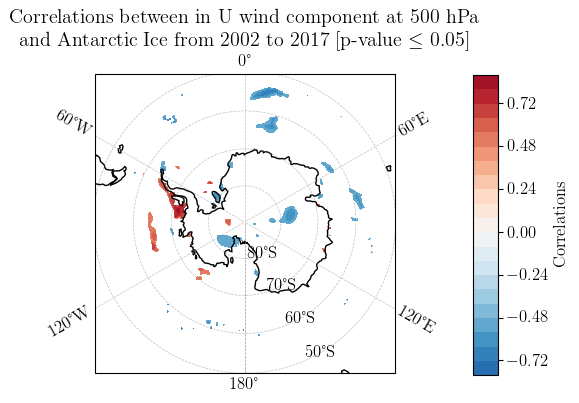 Correlations between in U wind component at 500 hPa
and Antarctic Ice from 2002 to 2017 [p-value ≤ 0.05]
0°
60°W
60°E
0.72
0.48
0.24
0.00
−0.24
−0.48
−0.72
Correlations
80°S
70°S
60°S
50°S
120°W
120°E
180°